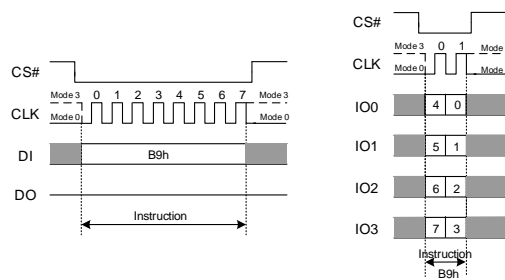 CS#
Mode 3 0 1 2 3 4 5 6 7 Mode 3
CLK Mode 0 Mode 0
DI B9h
DO
Instruction
CS#
Mode 3 0 1 Mode
CLK Mode 0 Mode
IO0 4 0
IO1 5 1
IO2 6 2
IO3 7 3
Instruction
B9h